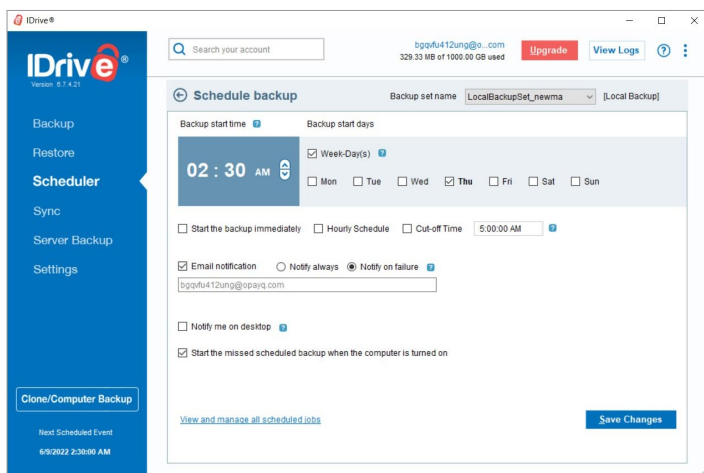 IDrive®
IDrive®
Version 6.7.4.21
Search your account
bgqvfu412ung@o...com
329.33 MB of 1000.00 GB used
Upgrade
View Logs
?
Backup
Restore
Scheduler
Sync
Server Backup
Settings
Clone/Computer Backup
Next Scheduled Event
6/9/2022 2:30:00 AM
Schedule backup
Backup set name LocalBackupSet_newma [Local Backup]
Backup start time ? Backup start days
02 : 30 AM
Week-Day(s) ?
Mon Tue Wed Thu Fri Sat Sun
Start the backup immediately Hourly Schedule Cut-off Time 5:00:00 AM ?
Email notification Notify always Notify on failure ?
bgqvfu412ung@opayq.com
Notify me on desktop ?
Start the missed scheduled backup when the computer is turned on
View and manage all scheduled jobs
Save Changes